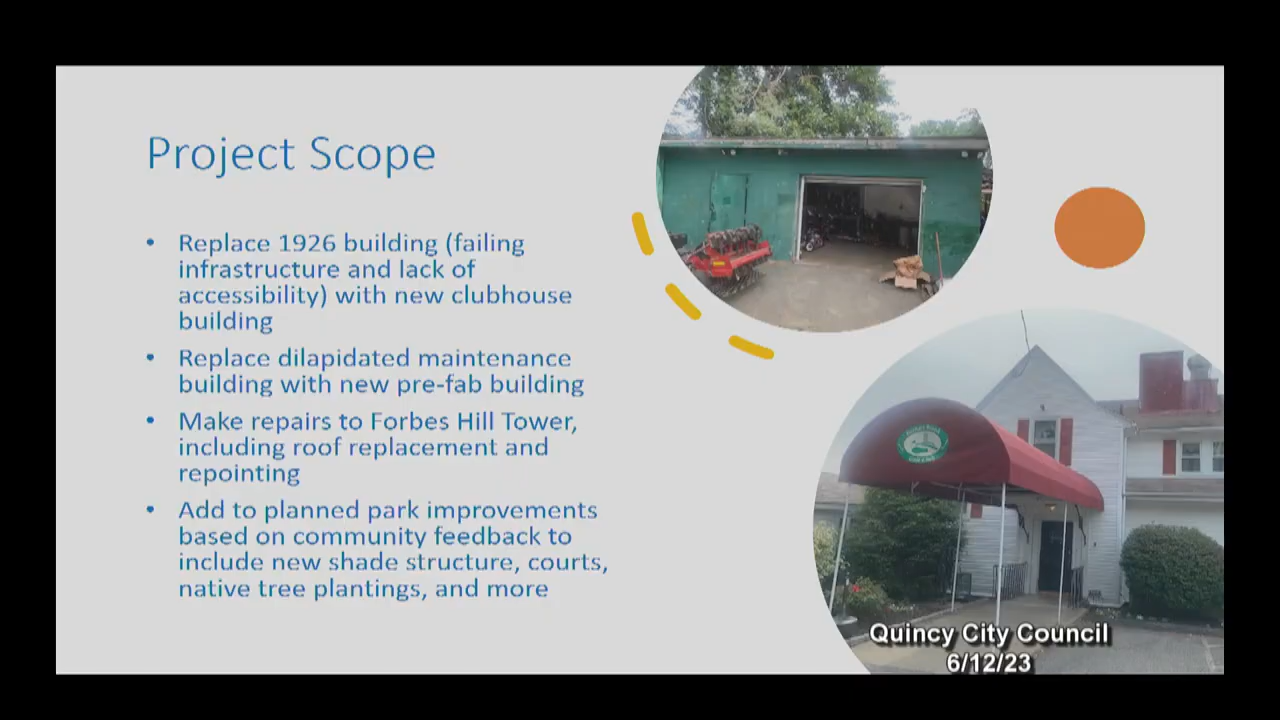 Project Scope
• Replace 1926 building (failing
infrastructure and lack of
accessibility) with new clubhouse
building
• Replace dilapidated maintenance
building with new pre-fab building
• Make repairs to Forbes Hill Tower,
including roof replacement and
repointing
• Add to planned park improvements
based on community feedback to
include new shade structure, courts,
native tree plantings, and more
Quincy City Council
6/12/23